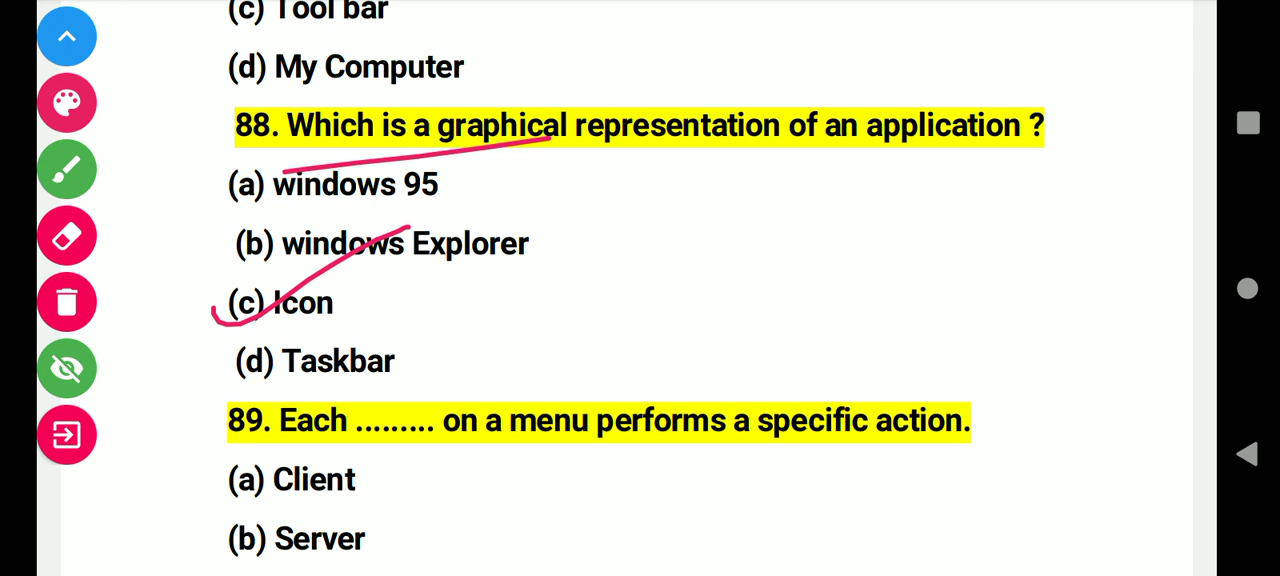 (c) Tool bar
(d) My Computer
88. Which is a graphical representation of an application ?
(a) windows 95
(b) windows Explorer
(c) Icon
(d) Taskbar
89. Each ......... on a menu performs a specific action.
(a) Client
(b) Server